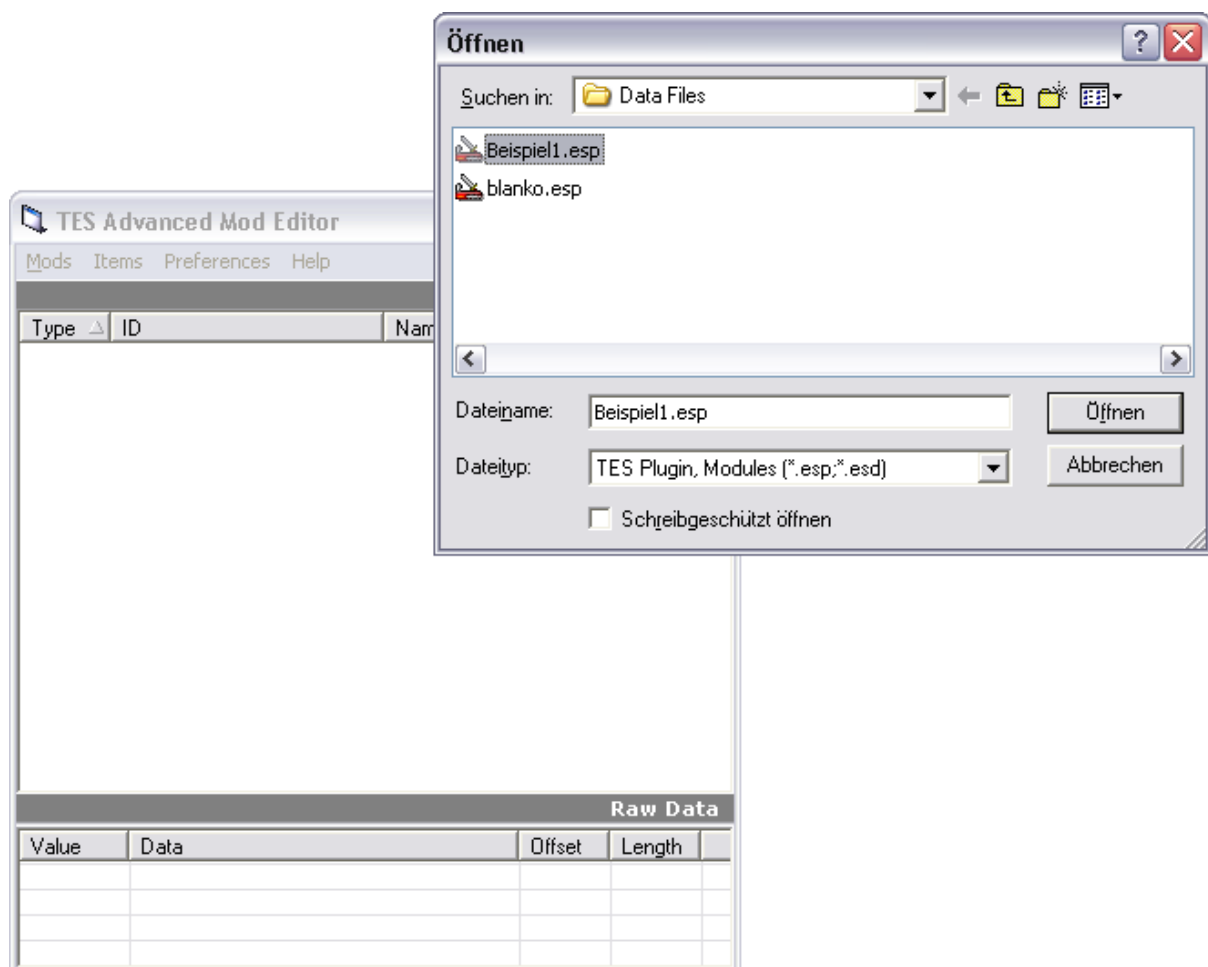 Öffnen
Suchen in: Data Files
Beispiel1.esp
blanko.esp
Dateiname: Beispiel1.esp Öffnen
Dateityp: TES Plugin, Modules (*.esp;*.esd) Abbrechen
Schreibgeschützt öffnen
TES Advanced Mod Editor
Mods Items Preferences Help
Type ID Nam
Raw Data
Value Data Offset Length